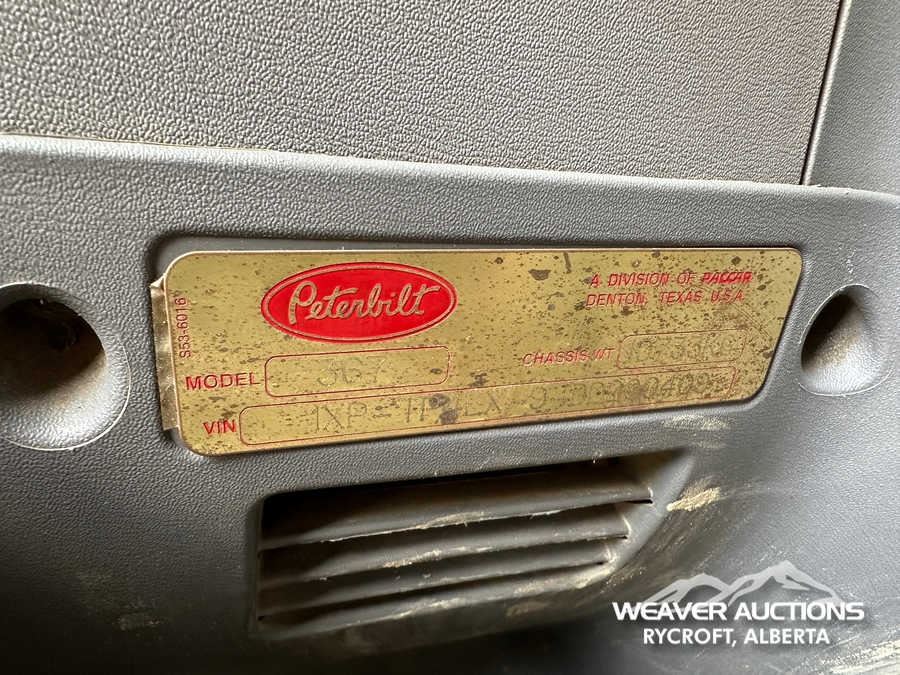 Peterbilt
A DIVISION OF PACCAR
DENTON, TEXAS U.S.A.
S53-6016
MODEL
CHASSIS WT
VIN
WEAVER AUCTIONS
RYCROFT, ALBERTA